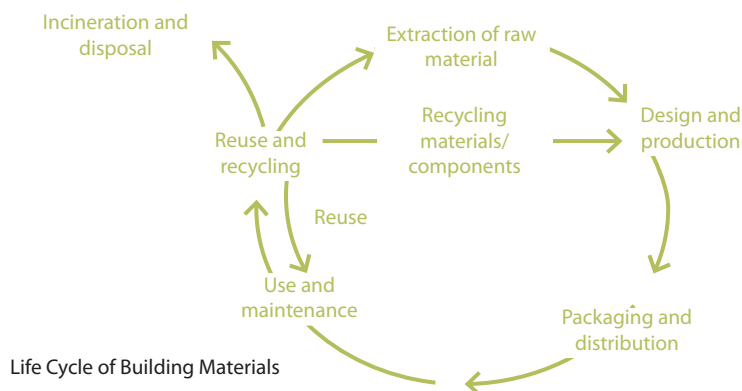 Incineration and
disposal
Extraction of raw
material
Reuse and
recycling
Recycling
materials/
components
Design and
production
Reuse
Use and
maintenance
Packaging and
distribution
Life Cycle of Building Materials